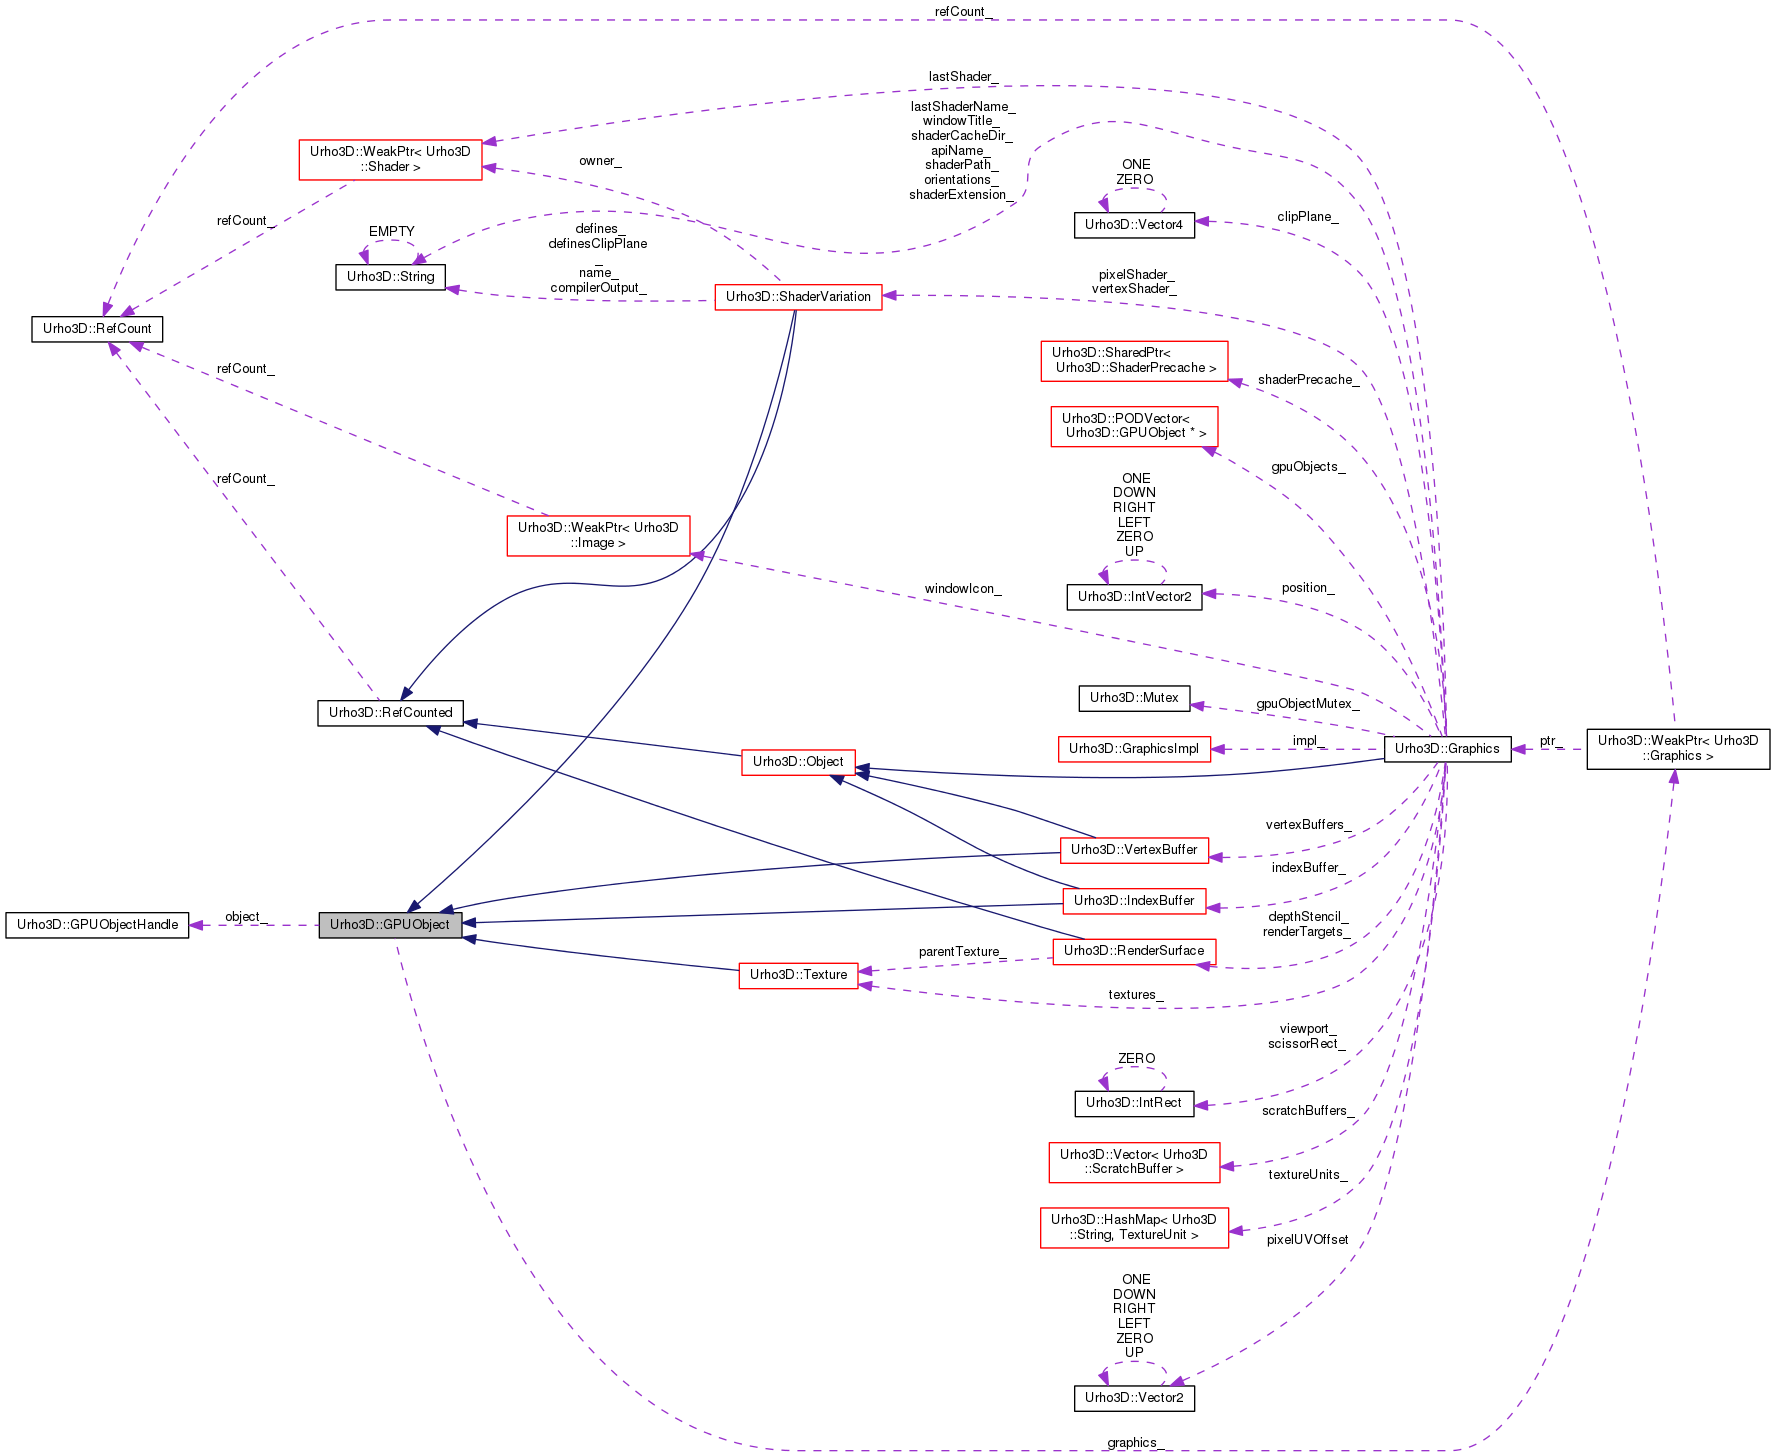 refCount_
lastShader_
lastShaderName_
windowTitle_
shaderCacheDir_
apiName_
shaderPath_
orientations_
shaderExtension_
Urho3D::WeakPtr< Urho3D
::Shader >
owner_
ONE
ZERO
Urho3D::Vector4
clipPlane_
refCount_
EMPTY
Urho3D::String
defines_
definesClipPlane
_
name_
compilerOutput_
Urho3D::ShaderVariation
pixelShader_
vertexShader_
Urho3D::RefCount
Urho3D::SharedPtr<
Urho3D::ShaderPrecache >
shaderPrecache_
refCount_
Urho3D::PODVector<
Urho3D::GPUObject * >
gpuObjects_
refCount_
ONE
DOWN
RIGHT
LEFT
ZERO
UP
Urho3D::IntVector2
position_
Urho3D::WeakPtr< Urho3D
::Image >
windowIcon_
Urho3D::RefCounted
Urho3D::Mutex
gpuObjectMutex_
Urho3D::GraphicsImpl
impl_
Urho3D::Graphics
ptr_
Urho3D::WeakPtr< Urho3D
::Graphics >
Urho3D::Object
vertexBuffers_
Urho3D::VertexBuffer
indexBuffer_
Urho3D::IndexBuffer
Urho3D::GPUObjectHandle
object_
Urho3D::GPUObject
depthStencil_
renderTargets_
Urho3D::RenderSurface
parentTexture_
Urho3D::Texture
textures_
viewport_
scissorRect_
ZERO
Urho3D::IntRect
scratchBuffers_
Urho3D::Vector< Urho3D
::ScratchBuffer >
textureUnits_
Urho3D::HashMap< Urho3D
::String, TextureUnit >
pixelUVOffset
ONE
DOWN
RIGHT
LEFT
ZERO
UP
Urho3D::Vector2
graphics_